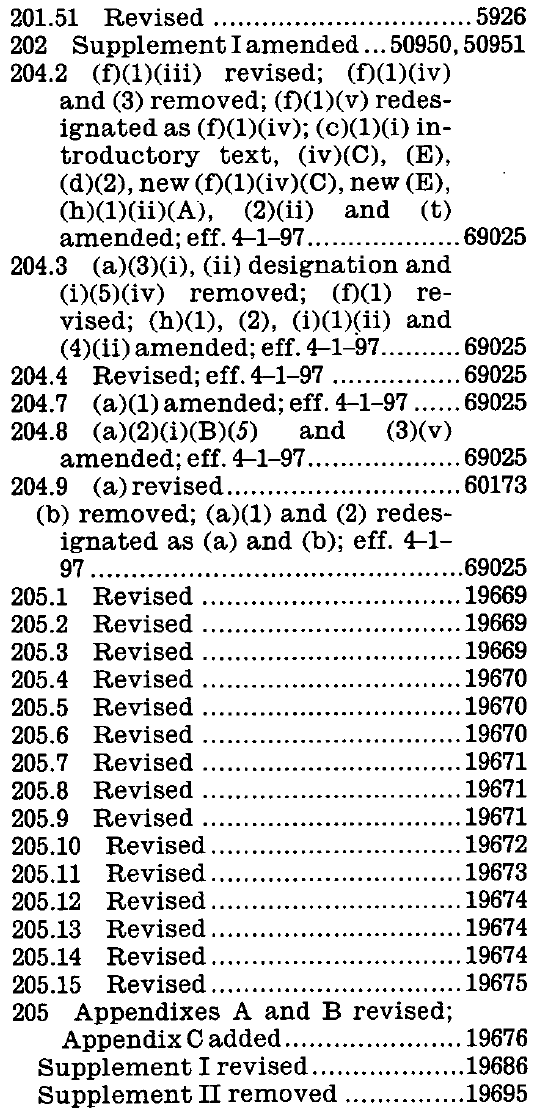 201.51 Revised ................................5926
202 Supplement I amended...50950, 50951
204.2 (f)(1)(iii) revised; (f)(1)(iv)
and (3) removed; (f)(1)(v) redes-
ignated as (f)(1)(iv); (c)(1)(i) in-
troductory text, (iv)(C), (E),
(d)(2), new (f)(1)(iv)(C), new (E),
(h)(1)(ii)(A), (2)(ii) and (t)
amended; eff. 4–1–97...................69025
204.3 (a)(3)(i), (ii) designation and
(i)(5)(iv) removed; (f)(1) re-
vised; (h)(1), (2), (i)(1)(ii) and
(4)(ii) amended; eff. 4–1–97..........69025
204.4 Revised; eff. 4–1–97 ................69025
204.7 (a)(1) amended; eff. 4–1–97 ......69025
204.8 (a)(2)(i)(B)(5) and (3)(v)
amended; eff. 4–1–97...................69025
204.9 (a) revised.............................60173
(b) removed; (a)(1) and (2) redes-
ignated as (a) and (b); eff. 4–1–
97..............................................69025
205.1 Revised ................................19669
205.2 Revised ................................19669
205.3 Revised ................................19669
205.4 Revised ................................19670
205.5 Revised ................................19670
205.6 Revised ................................19670
205.7 Revised ................................19671
205.8 Revised ................................19671
205.9 Revised ................................19671
205.10 Revised...............................19672
205.11 Revised...............................19673
205.12 Revised...............................19674
205.13 Revised...............................19674
205.14 Revised...............................19674
205.15 Revised...............................19675
205 Appendixes A and B revised;
Appendix C added......................19676
Supplement I revised...................19686
Supplement II removed ...............19695